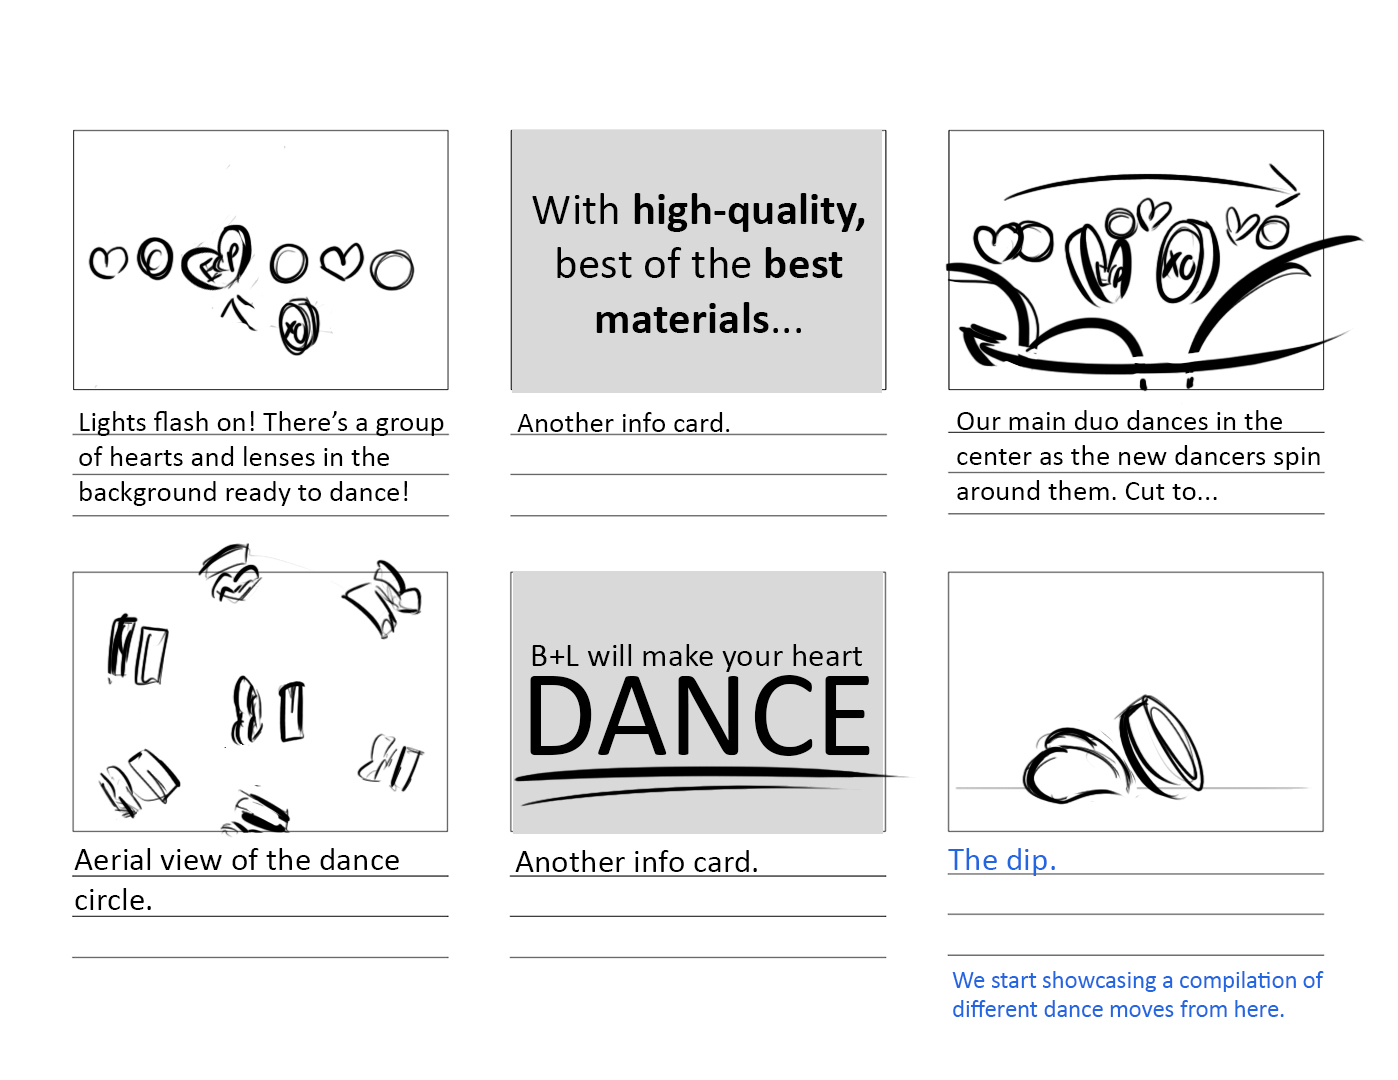 XO
With high-quality,
best of the best
materials...
XO
Lights flash on! There's a group
of hearts and lenses in the
background ready to dance!
Another info card.
Our main duo dances in the
center as the new dancers spin
around them. Cut to...
B+L will make your heart
DANCE
Aerial view of the dance
circle.
Another info card.
The dip.
We start showcasing a compilation of
different dance moves from here.